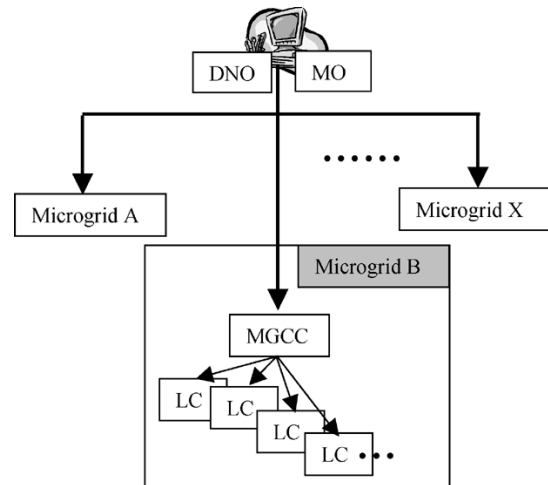 DNO
MO
Microgrid A
Microgrid X
Microgrid B
MGCC
LC
LC
LC
LC